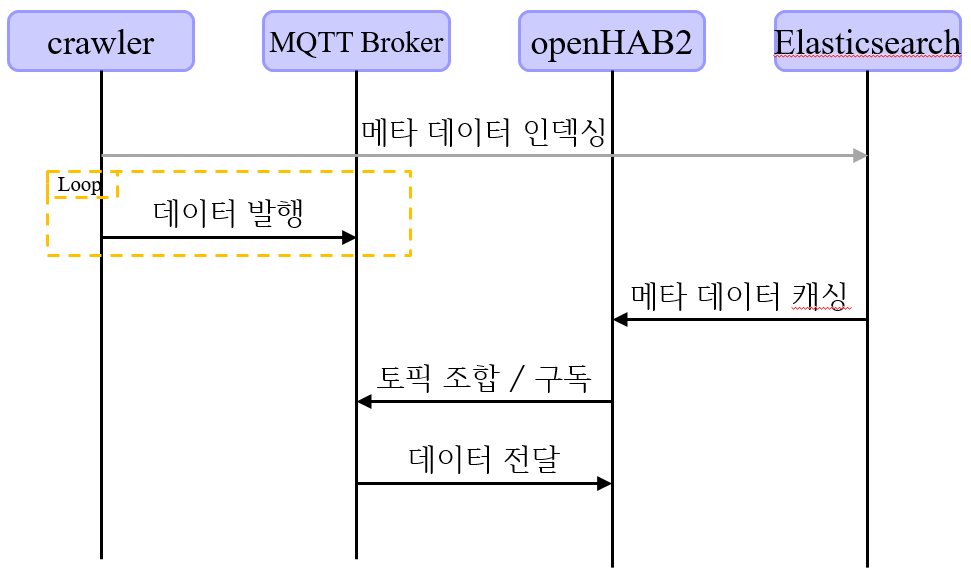 crawler
MQTT Broker
openHAB2
Elasticsearch
메타 데이터 인덱싱
Loop
데이터 발행
메타 데이터 캐싱
토픽 조합 / 구독
데이터 전달